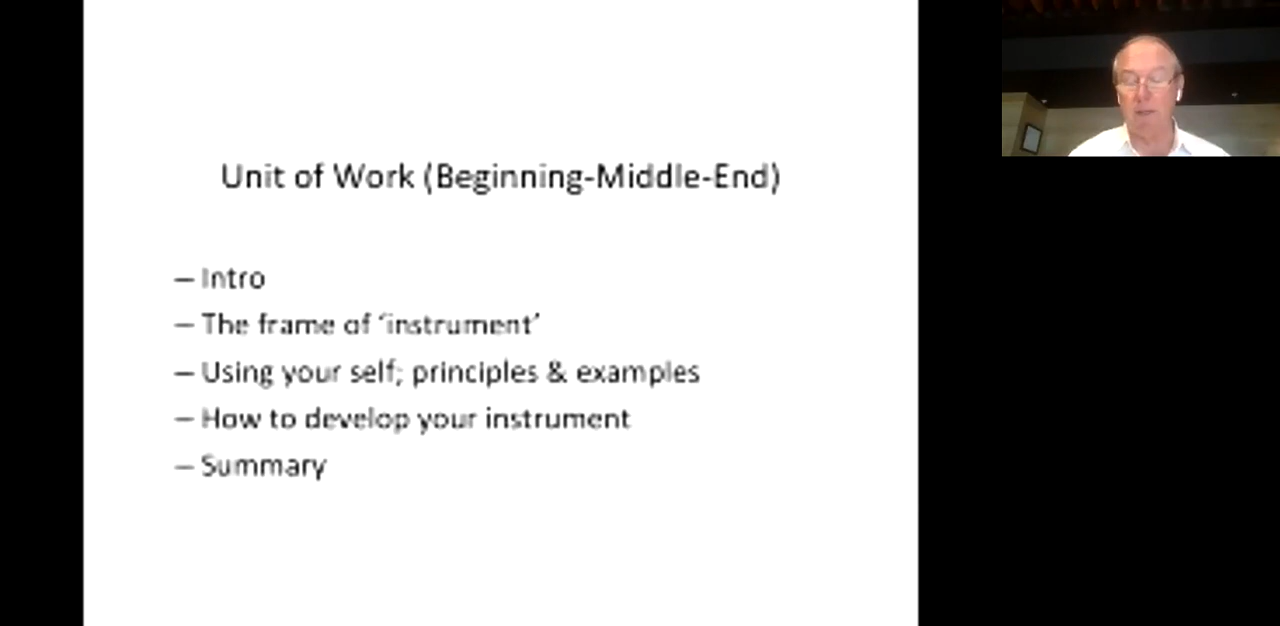 Unit of Work (Beginning-Middle-End)
– Intro
– The frame of ‘instrument’
– Using your self; principles & examples
– How to develop your instrument
– Summary